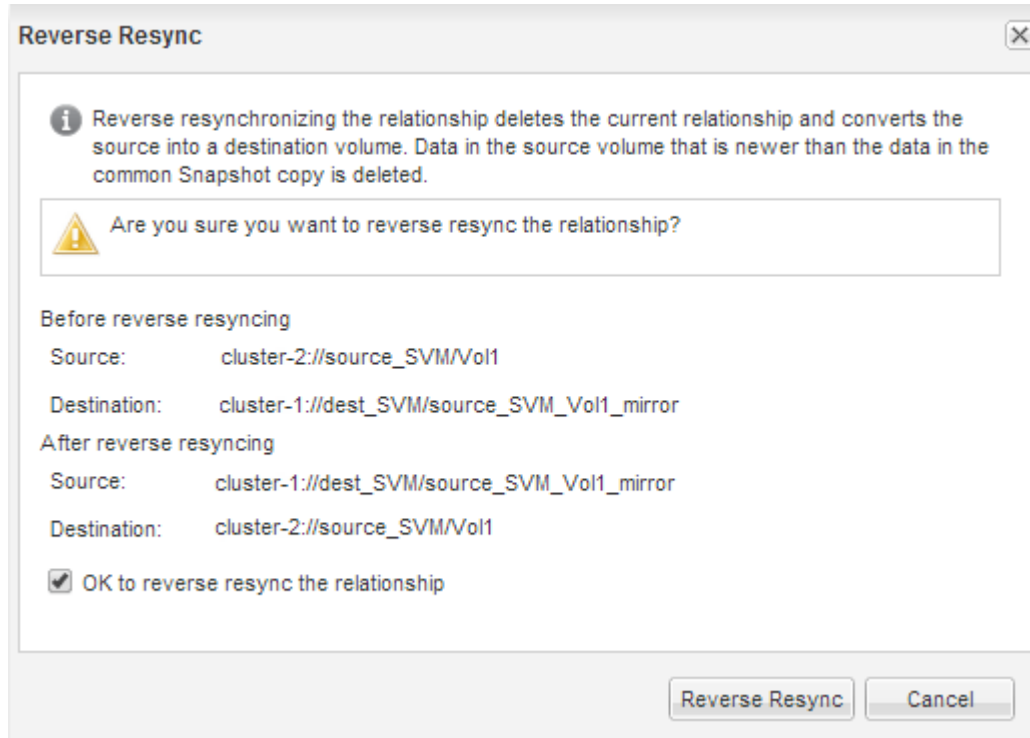 Reverse Resync
Reverse resynchronizing the relationship deletes the current relationship and converts the
source into a destination volume. Data in the source volume that is newer than the data in the
common Snapshot copy is deleted.
Are you sure you want to reverse resync the relationship?
Before reverse resyncing
Source: cluster-2://source_SVM/Vol1
Destination: cluster-1://dest_SVM/source_SVM_Vol1_mirror
After reverse resyncing
Source: cluster-1://dest_SVM/source_SVM_Vol1_mirror
Destination: cluster-2://source_SVM/Vol1
OK to reverse resync the relationship
Reverse Resync Cancel